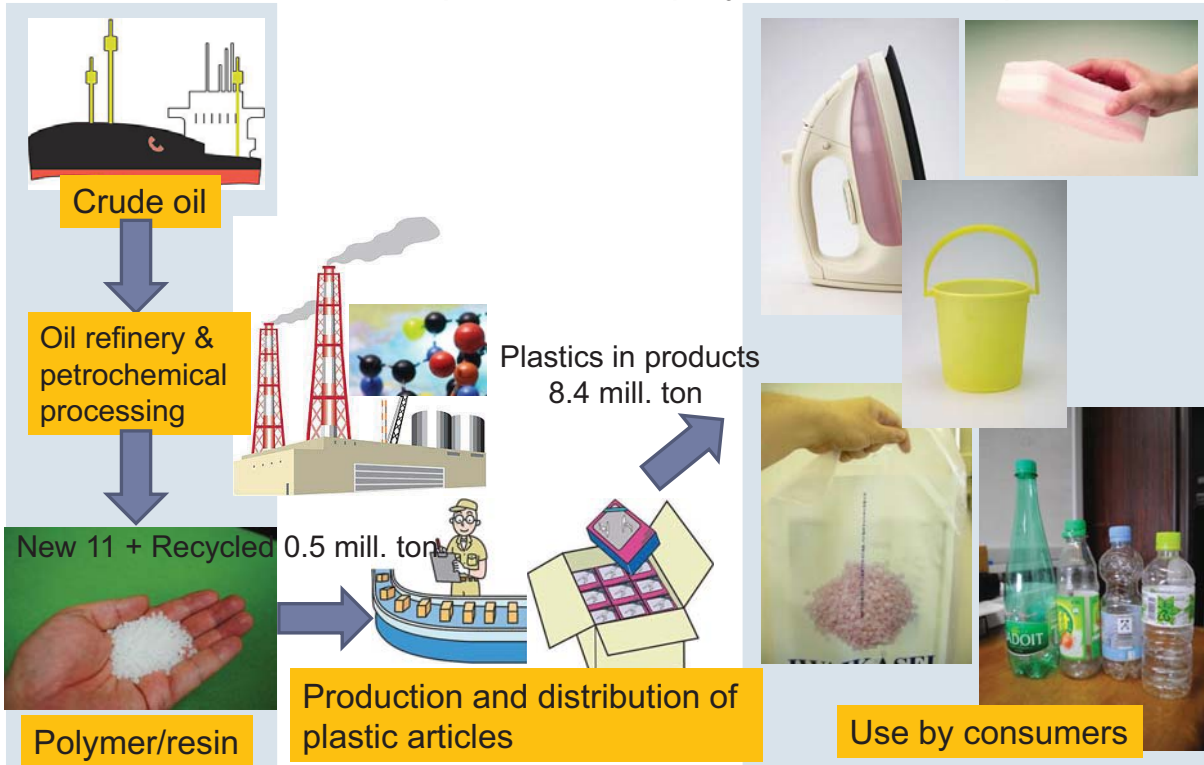 Crude oil
Oil refinery &
petrochemical
processing
New 11 + Recycled 0.5 mill. ton
Polymer/resin
Production and distribution of
plastic articles
Plastics in products
8.4 mill. ton
ADOIT
Use by consumers